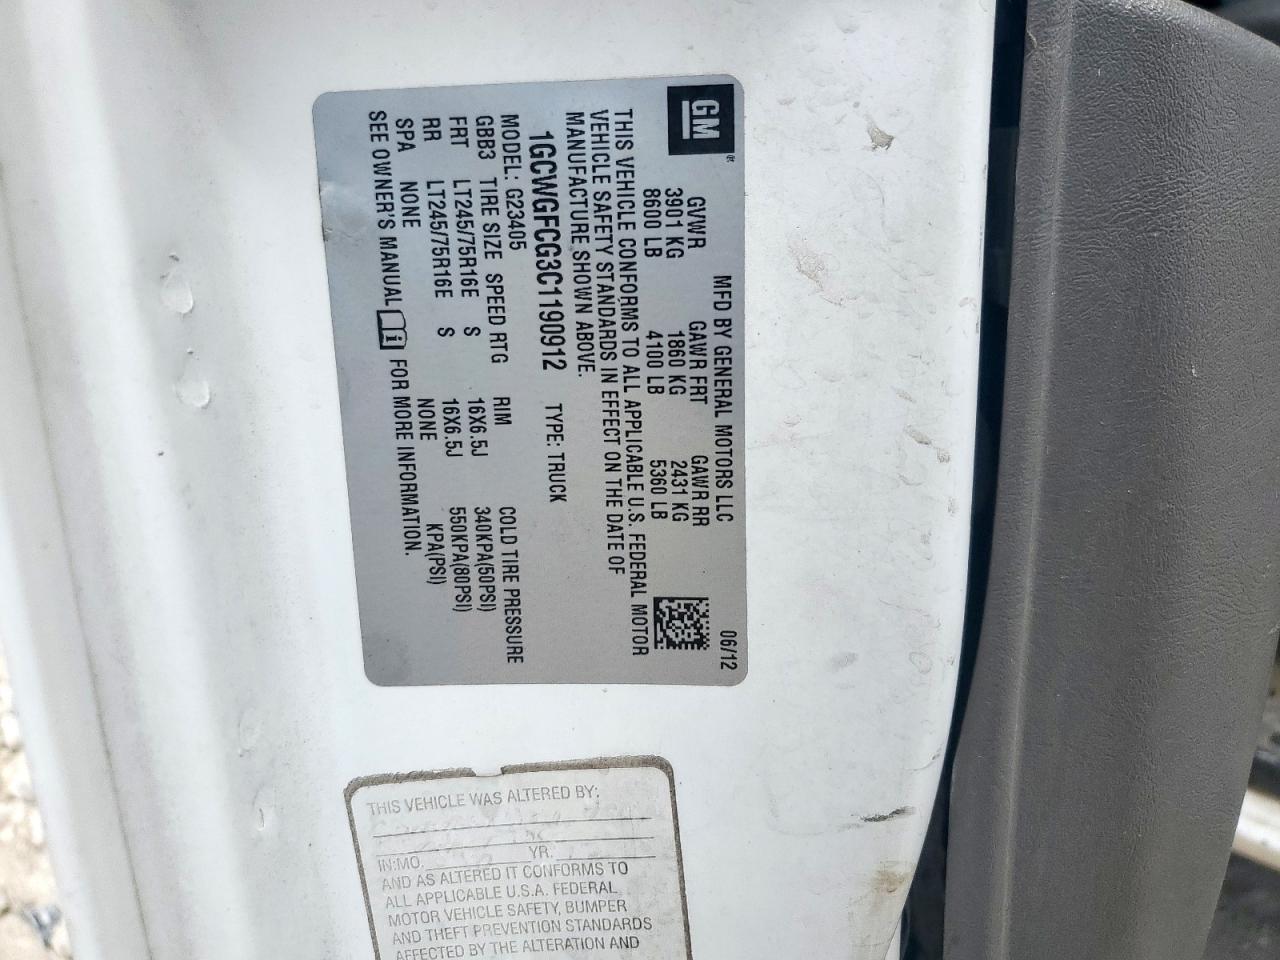 GM
MFD BY GENERAL MOTORS LLC 06/12
GVWR GAWR FRT GAWR RR
3901 KG 1860 KG 2431 KG
8600 LB 4100 LB 5360 LB
THIS VEHICLE CONFORMS TO ALL APPLICABLE U.S. FEDERAL MOTOR
VEHICLE SAFETY STANDARDS IN EFFECT ON THE DATE OF
MANUFACTURE SHOWN ABOVE.
1GCWGFCG3C1190912 TYPE: TRUCK
MODEL: G23405
GBB3 TIRE SIZE SPEED RTG RIM COLD TIRE PRESSURE
FRT LT245/75R16E S 16X6.5J 340KPA(50PSI)
RR LT245/75R16E S 16X6.5J 550KPA(80PSI)
SPA NONE NONE KPA(PSI)
SEE OWNER'S MANUAL i FOR MORE INFORMATION.
THIS VEHICLE WAS ALTERED BY:
IN:MO. YR.
AND AS ALTERED IT CONFORMS TO
ALL APPLICABLE U.S.A. FEDERAL
MOTOR VEHICLE SAFETY, BUMPER
AND THEFT PREVENTION STANDARDS
AFFECTED BY THE ALTERATION AND